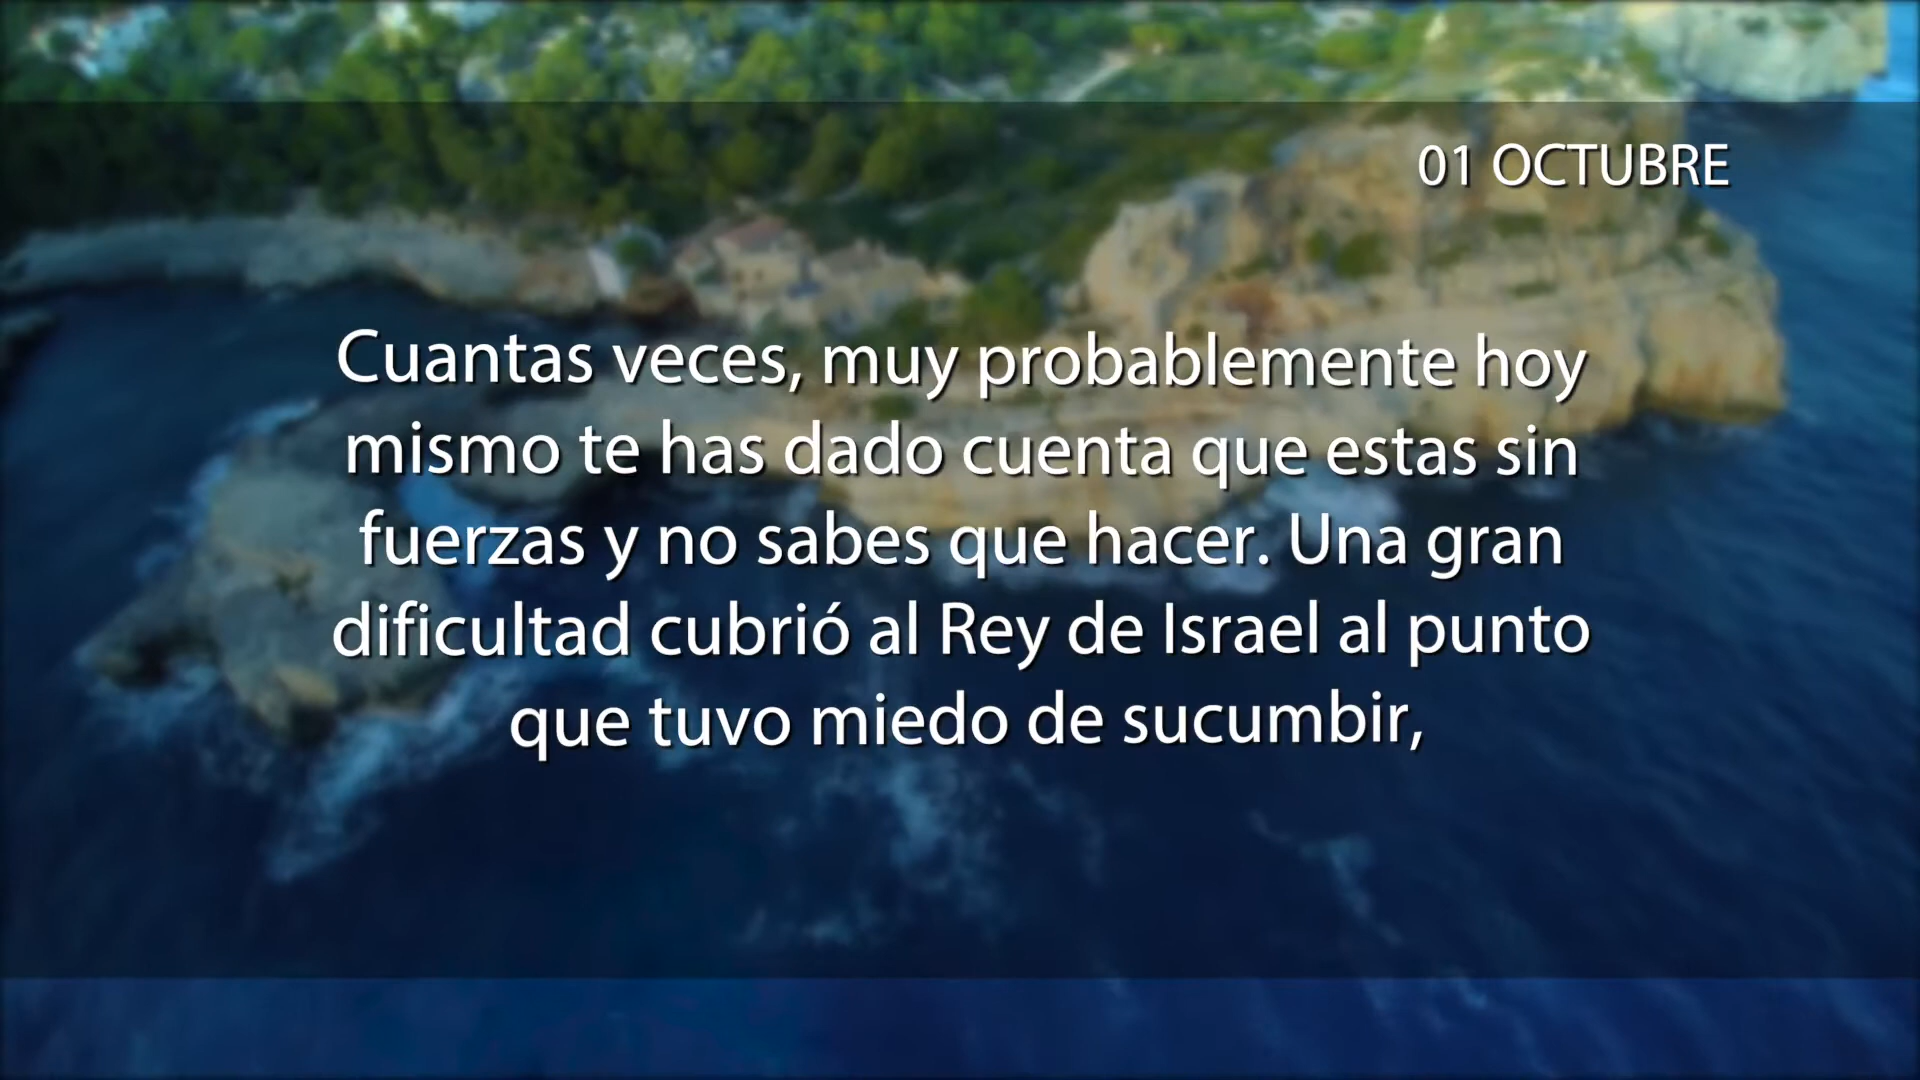 01 OCTUBRE
Cuantas veces, muy probablemente hoy
mismo te has dado cuenta que estas sin
fuerzas y no sabes que hacer. Una gran
dificultad cubrió al Rey de Israel al punto
que tuvo miedo de sucumbir,